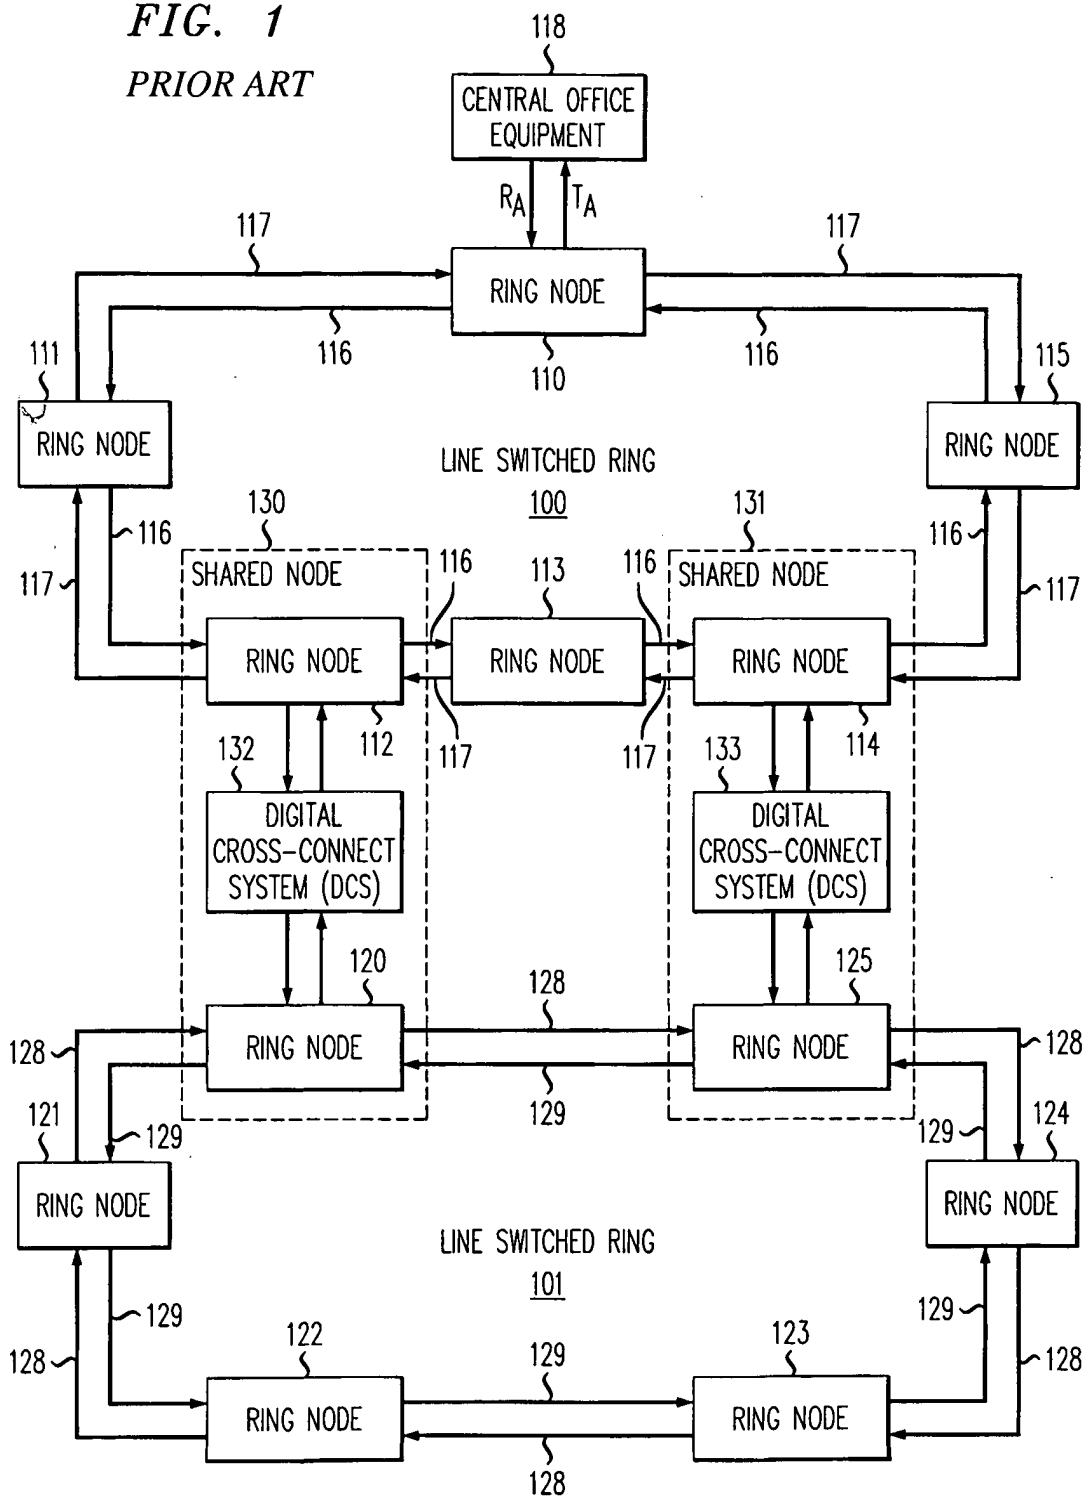 FIG. 1
PRIOR ART
118
CENTRAL OFFICE
EQUIPMENT
RA
TA
117
117
RING NODE
116
116
110
111
115
RING NODE
RING NODE
LINE SWITCHED RING
100
130
131
116
116
117
117
SHARED NODE
116
113
116
SHARED NODE
RING NODE
RING NODE
RING NODE
112
117
117
114
132
133
DIGITAL
CROSS-CONNECT
SYSTEM (DCS)
DIGITAL
CROSS-CONNECT
SYSTEM (DCS)
120
128
125
128
RING NODE
RING NODE
128
129
121
129
129
124
RING NODE
RING NODE
LINE SWITCHED RING
101
129
129
128
122
129
123
128
RING NODE
RING NODE
128